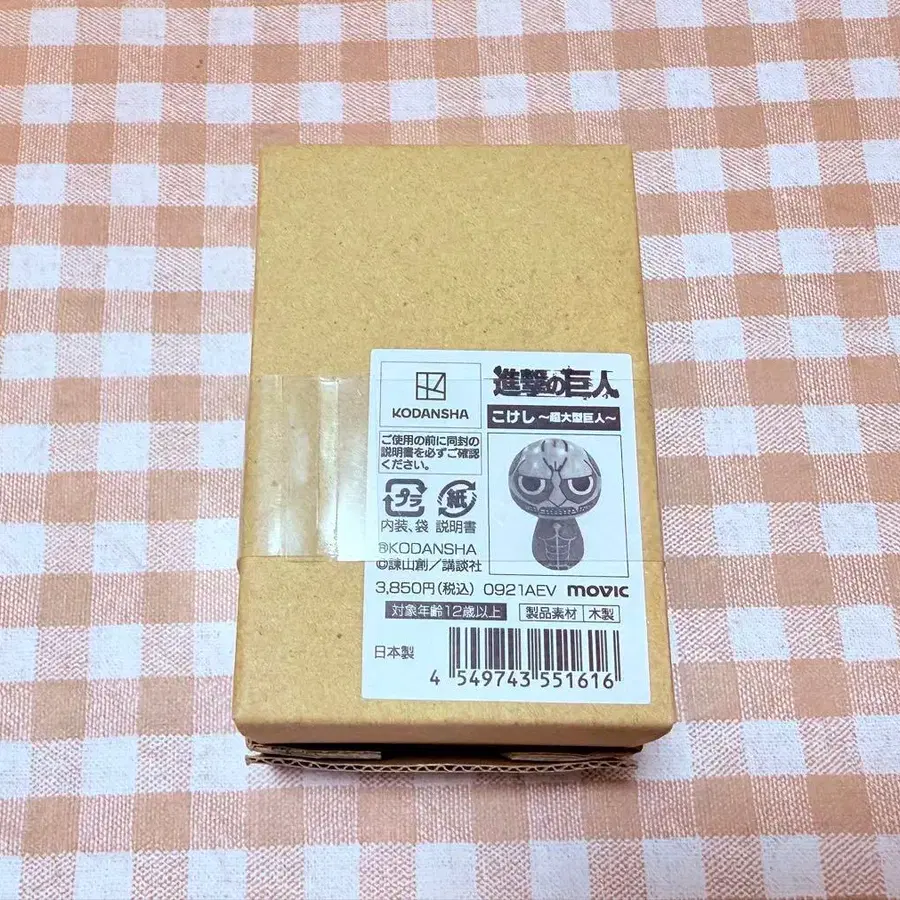 KODANSHA
進撃の巨人
こけし 〜超大型巨人〜
ご使用の前に同封の
説明書を必ずご確認
ください。
プラ
紙
内装、袋 説明書
®KODANSHA
©諫山創／講談社
3,850円(税込) 0921AEV movic
対象年齢12歳以上 製品素材 木製
日本製
4 549743 551616